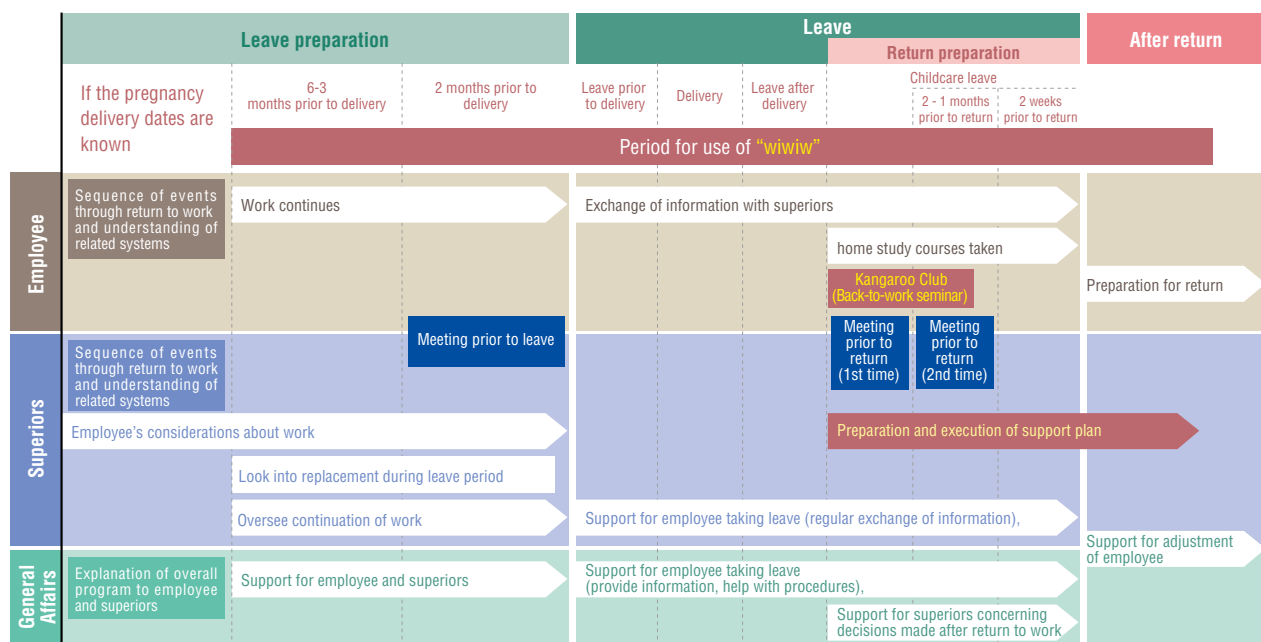 Leave preparation
Leave
Return preparation
After return
If the pregnancy
delivery dates are
known
6-3
months prior to delivery
2 months prior to
delivery
Leave prior
to delivery
Delivery
Leave after
delivery
Childcare leave
2 - 1 months
prior to return
2 weeks
prior to return
Period for use of “wiwiw”
Employee
Sequence of events
through return to work
and understanding of
related systems
Work continues
Exchange of information with superiors
home study courses taken
Kangaroo Club
(Back-to-work seminar)
Preparation for return
Meeting prior to leave
Meeting
prior to
return
(1st time)
Meeting
prior to
return
(2nd time)
Superiors
Sequence of events
through return to work
and understanding of
related systems
Employee’s considerations about work
Preparation and execution of support plan
Look into replacement during leave period
Oversee continuation of work
Support for employee taking leave (regular exchange of information),
Support for adjustment
of employee
General
Affairs
Explanation of overall
program to employee
and superiors
Support for employee and superiors
Support for employee taking leave
(provide information, help with procedures),
Support for superiors concerning
decisions made after return to work